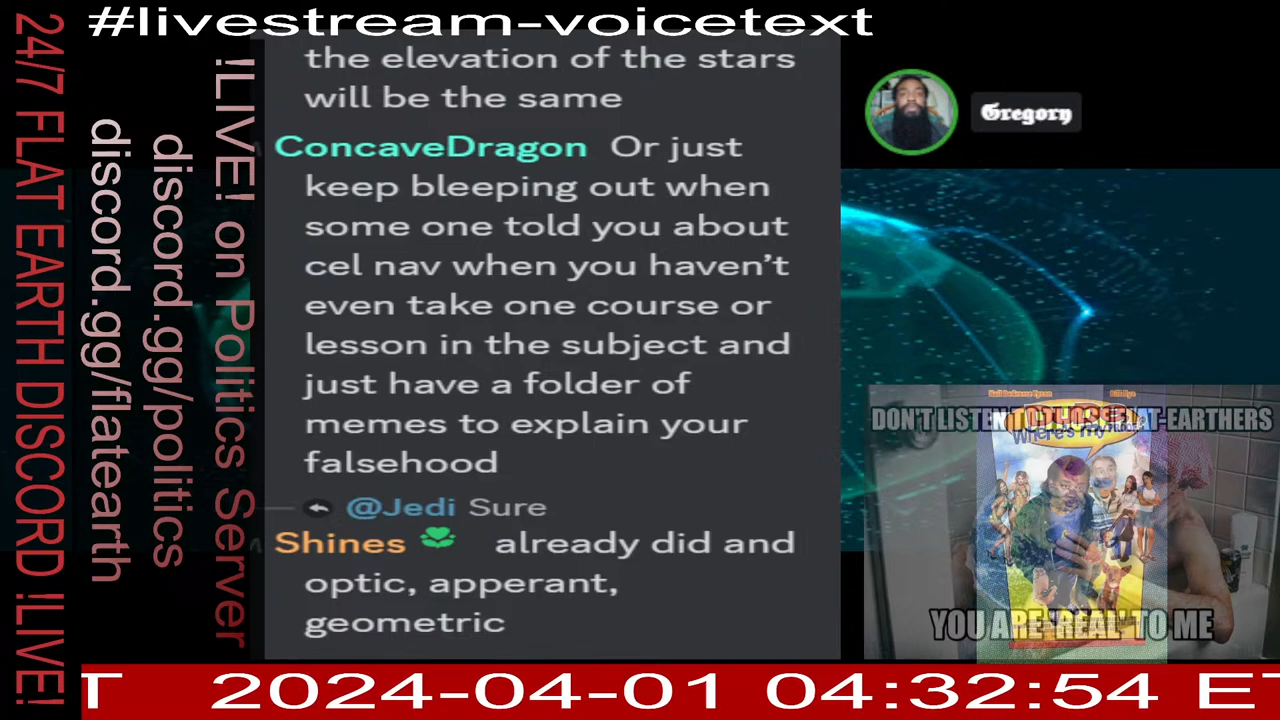 #livestream-voicetext
24/7 FLAT EARTH DISCORD !LIVE!
discord.gg/flatearth
discord.gg/politics
!LIVE! on Politics Server
the elevation of the stars
will be the same
ConcaveDragon Or just
keep bleeping out when
some one told you about
cel nav when you haven't
even take one course or
lesson in the subject and
just have a folder of
memes to explain your
falsehood
@Jedi Sure
Shines already did and
optic, apperant,
geometric
Gregory
DON'T LISTEN TO THOSE FLAT-EARTHERS
Where's my
YOU ARE 'REAL' TO ME
T 2024-04-01 04:32:54 ET